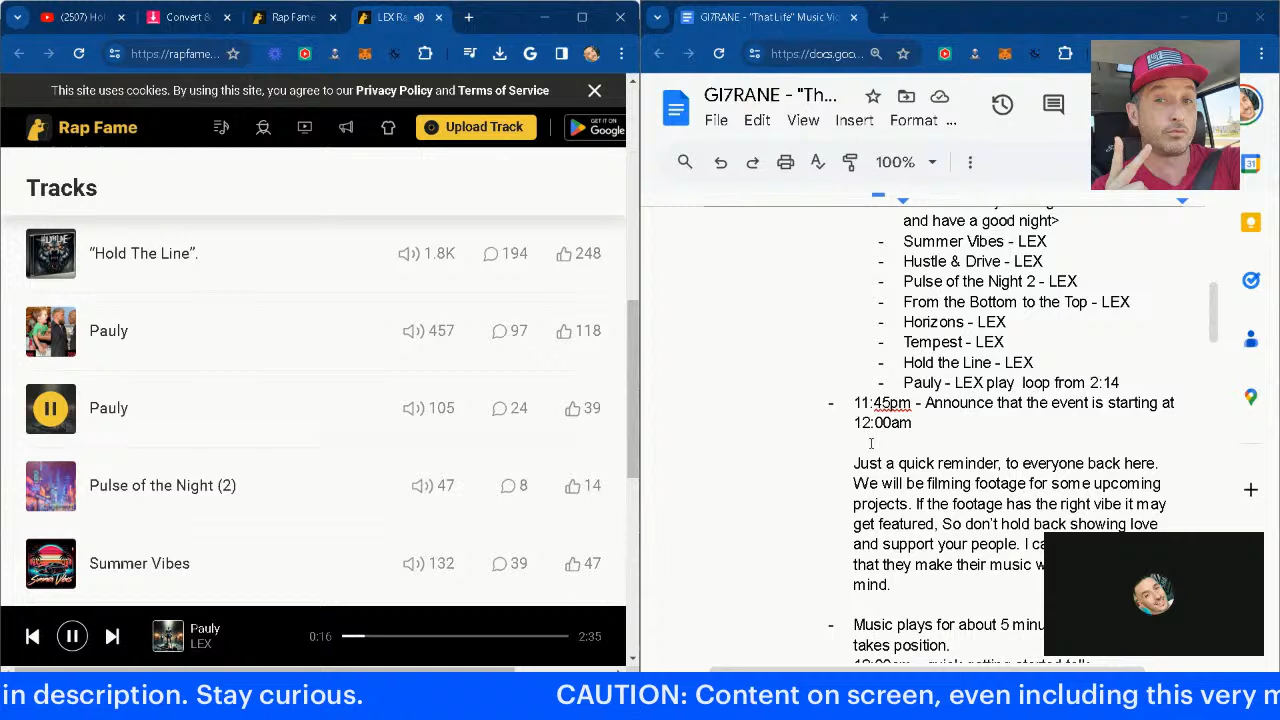 (2507) Ho
Convert &
Rap Fame
LEX Ra
GI7RANE - "That Life" Music Vi
https://rapfame...
https://docs.goo...
This site uses cookies. By using this site, you agree to our Privacy Policy and Terms of Service
Rap Fame
Upload Track
GET IT ON
Google
GI7RANE - "Th...
File Edit View Insert Format ...
100%
Tracks
“Hold The Line”. 1.8K 194 248
Pauly 457 97 118
Pauly 105 24 39
Pulse of the Night (2) 47 8 14
Summer Vibes 132 39 47
Pauly
LEX
0:16
2:35
and have a good night>
- Summer Vibes - LEX
- Hustle & Drive - LEX
- Pulse of the Night 2 - LEX
- From the Bottom to the Top - LEX
- Horizons - LEX
- Tempest - LEX
- Hold the Line - LEX
- Pauly - LEX play loop from 2:14
- 11:45pm - Announce that the event is starting at
12:00am
Just a quick reminder, to everyone back here.
We will be filming footage for some upcoming
projects. If the footage has the right vibe it may
get featured, So don't hold back showing love
and support your people. I ca
that they make their music w
mind.
- Music plays for about 5 minu
takes position.
12:00am - quick getting started talk
31
in description. Stay curious.
CAUTION: Content on screen, even including this very m